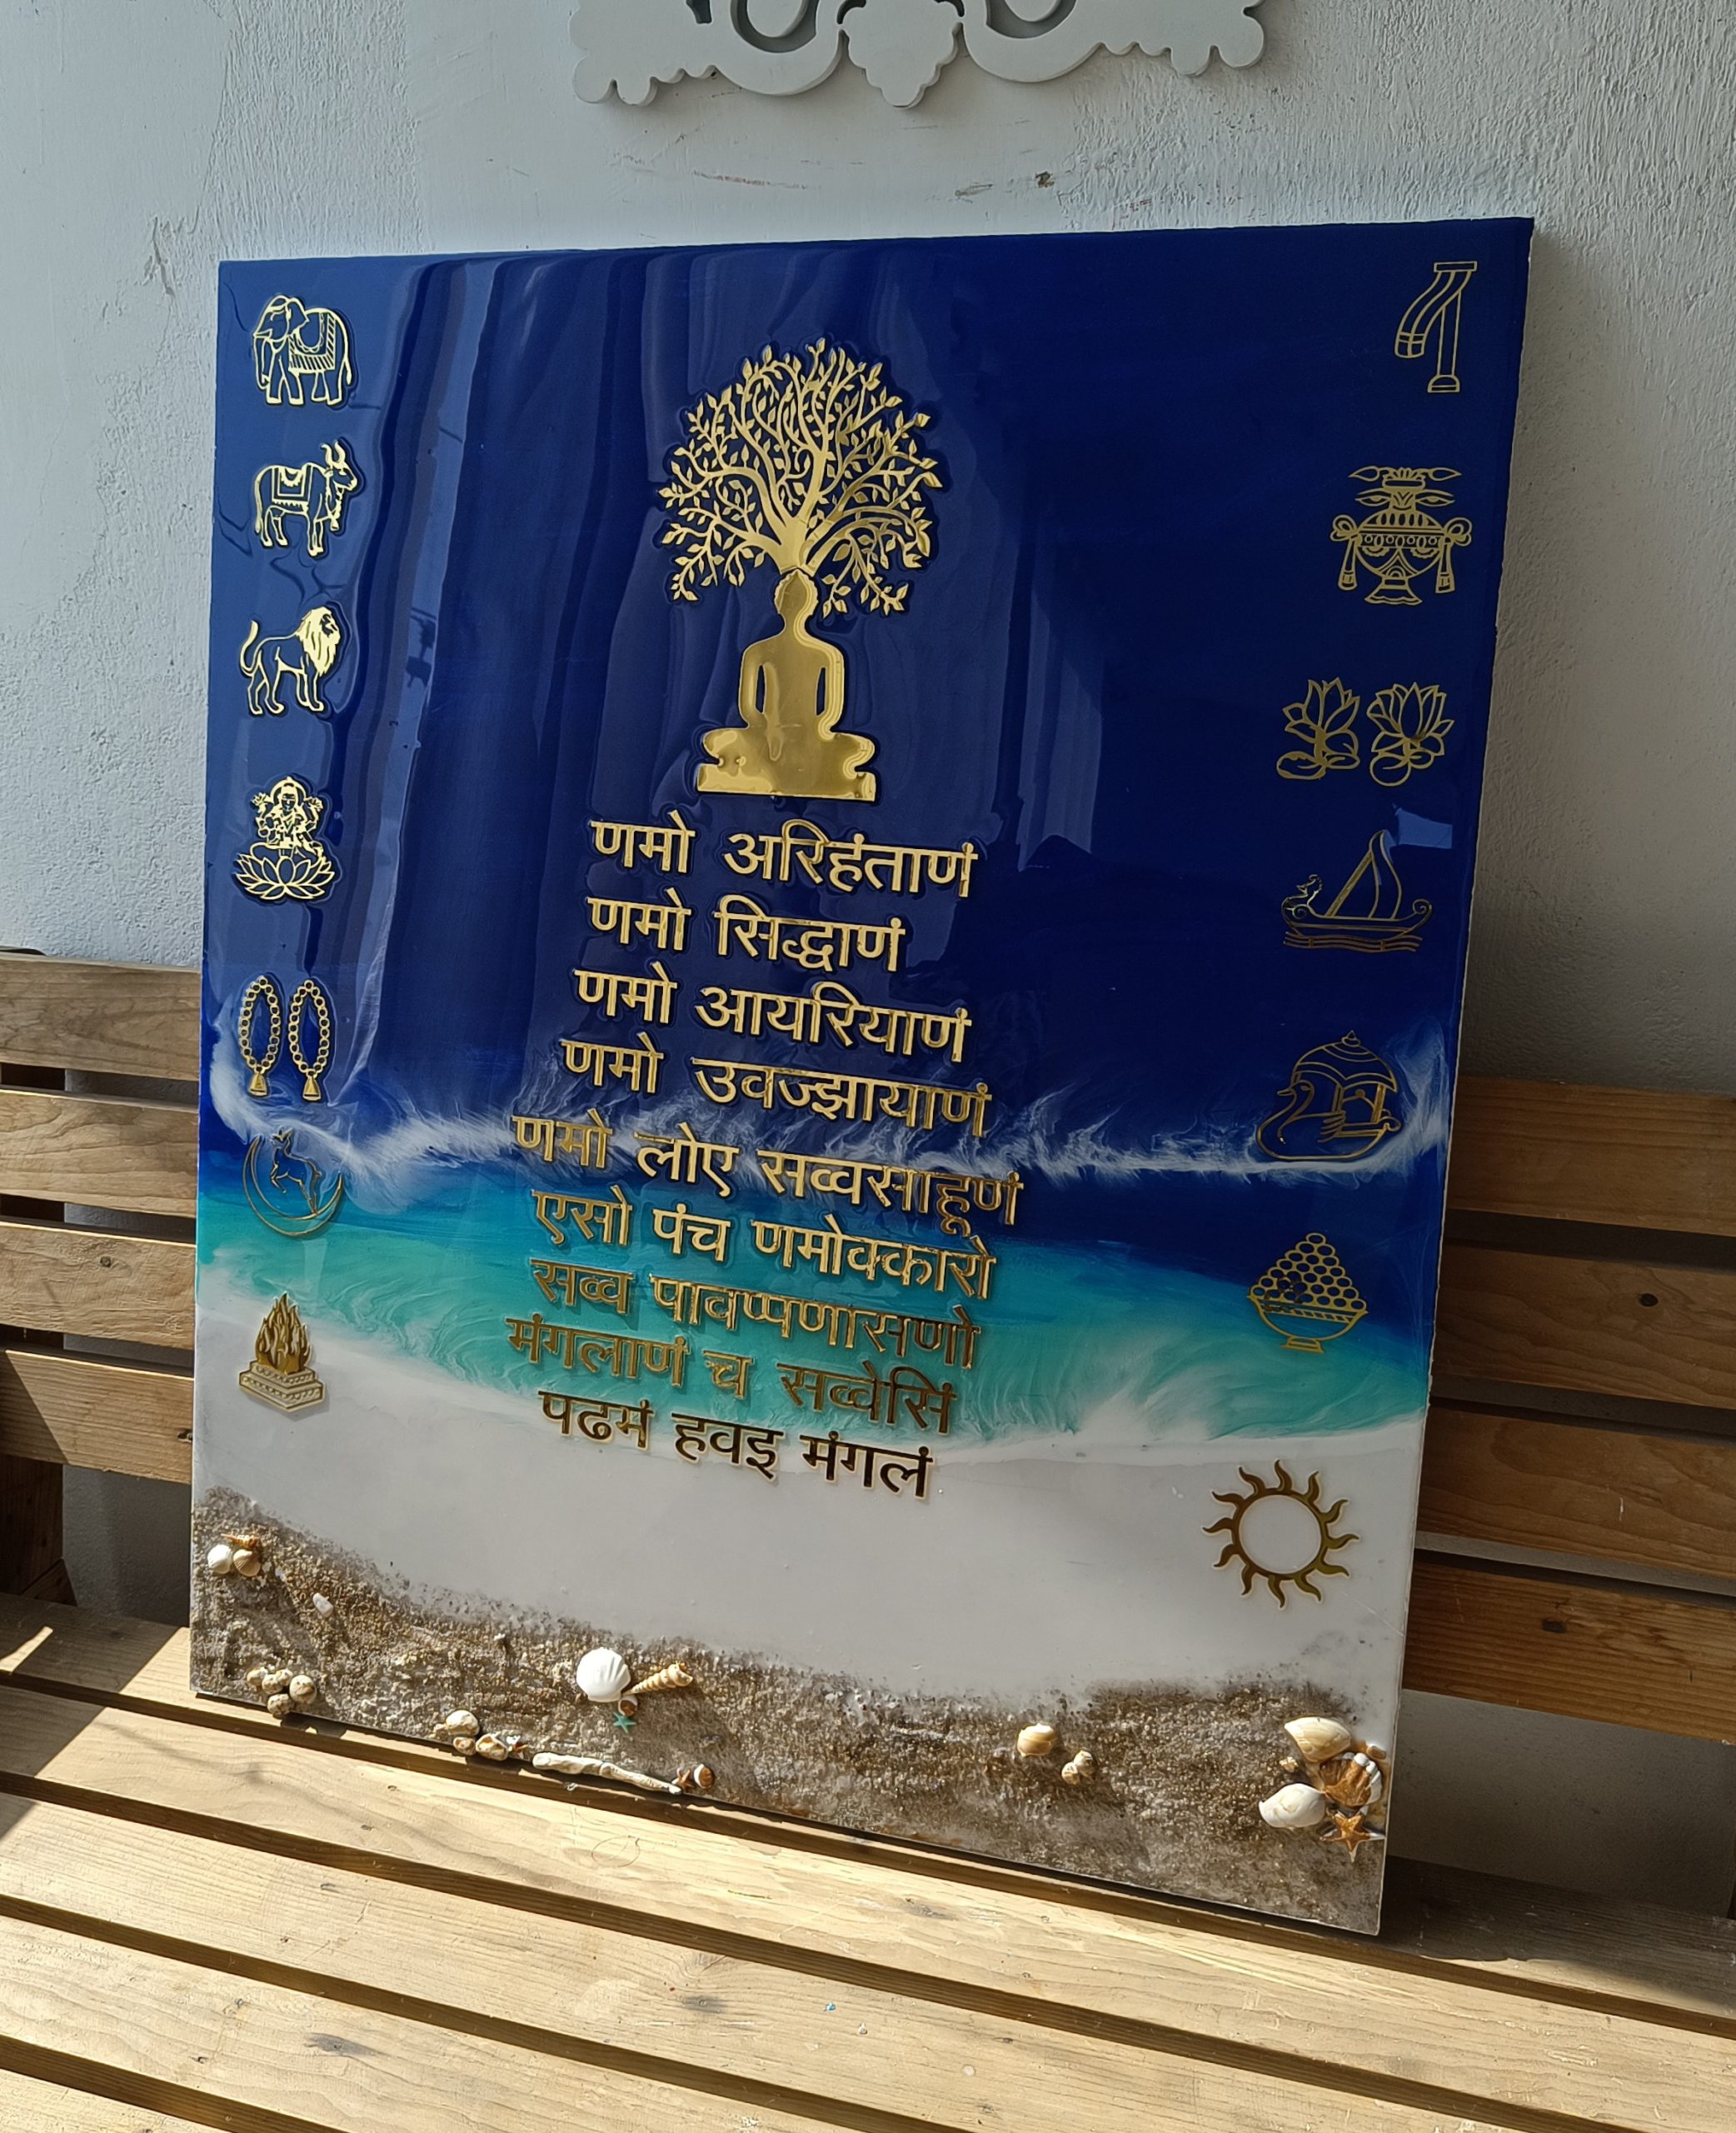 णमो अरिहंताणं
णमो सिद्धाणं
णमो आयरियाणं
णमो उवज्झायाणं
णमो लोए सव्वसाहूणं
एसो पंच णमोक्कारो
सव्व पावप्पणासणो
मंगलाणं च सव्वेसिं
पढमं हवइ मंगलं